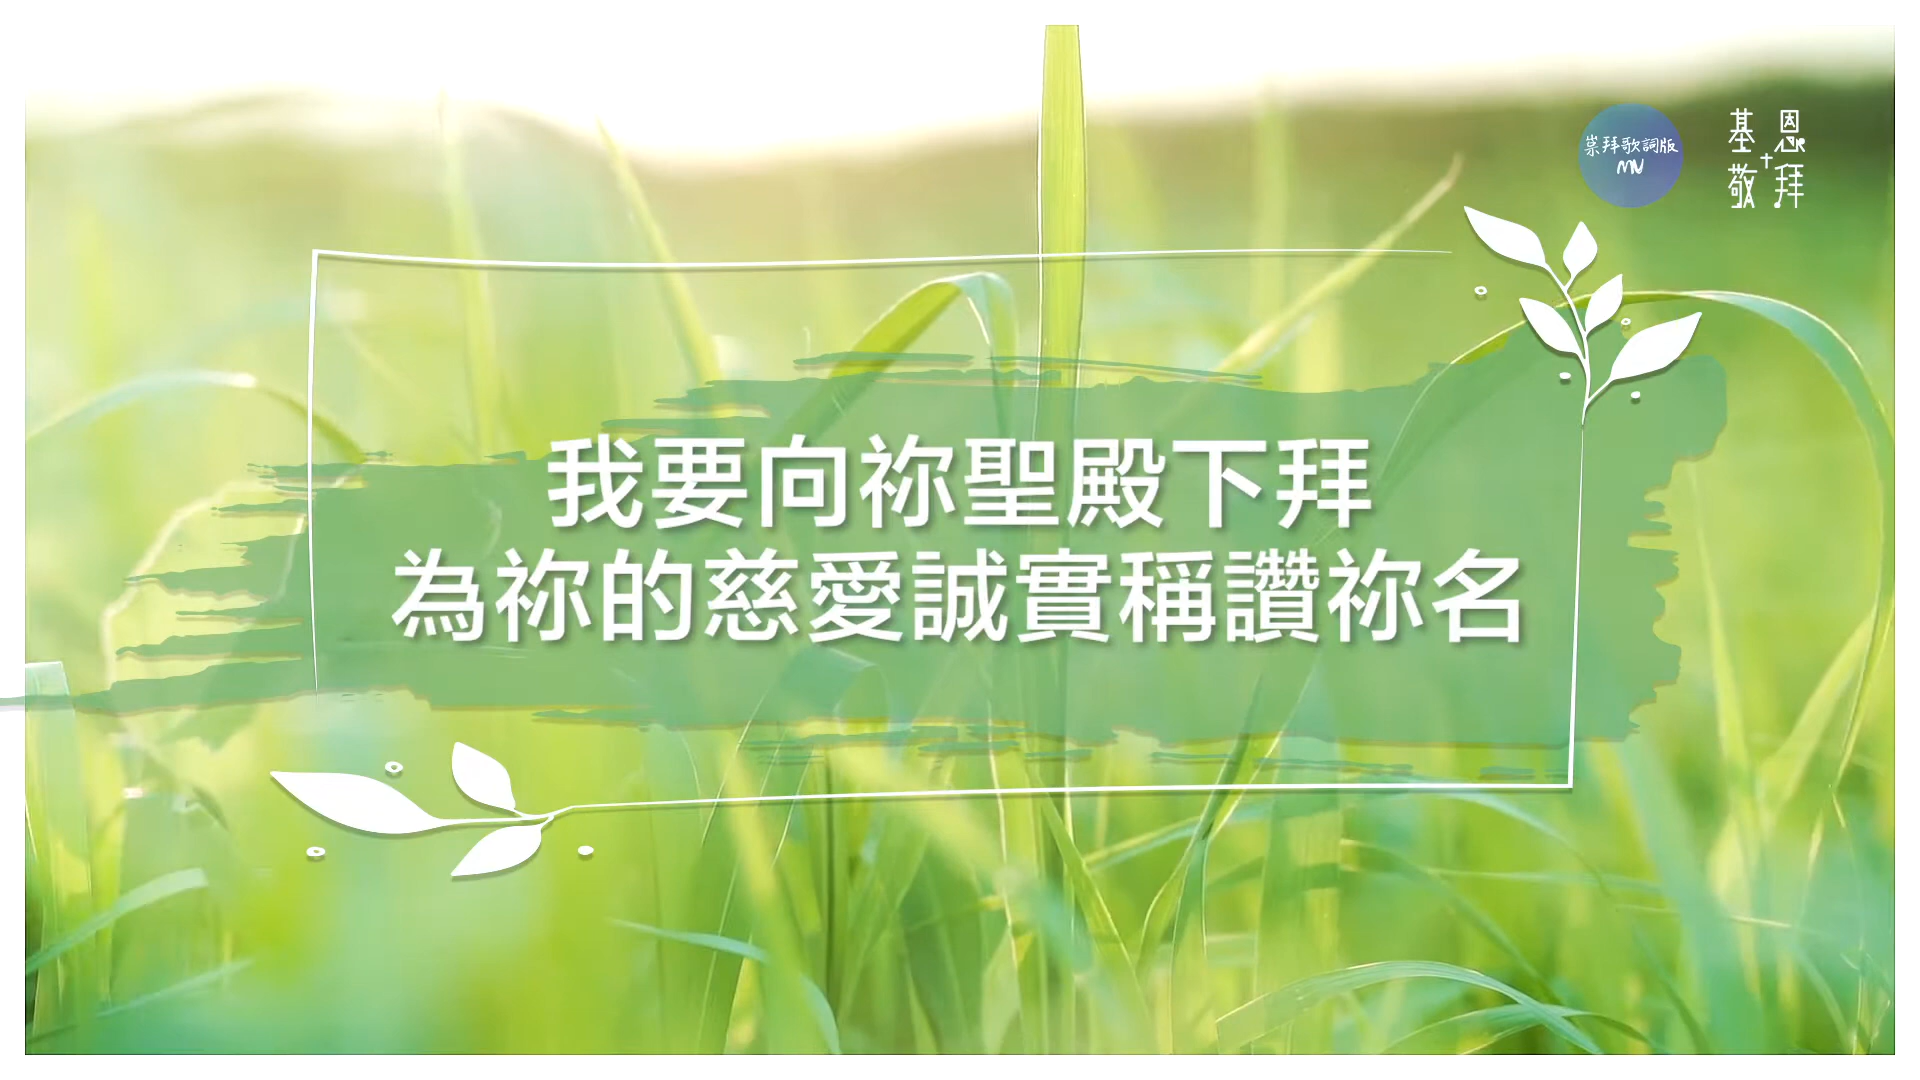 崇拜歌詞版
MV
基恩
敬拜
我要向祢聖殿下拜
為祢的慈愛誠實稱讚祢名